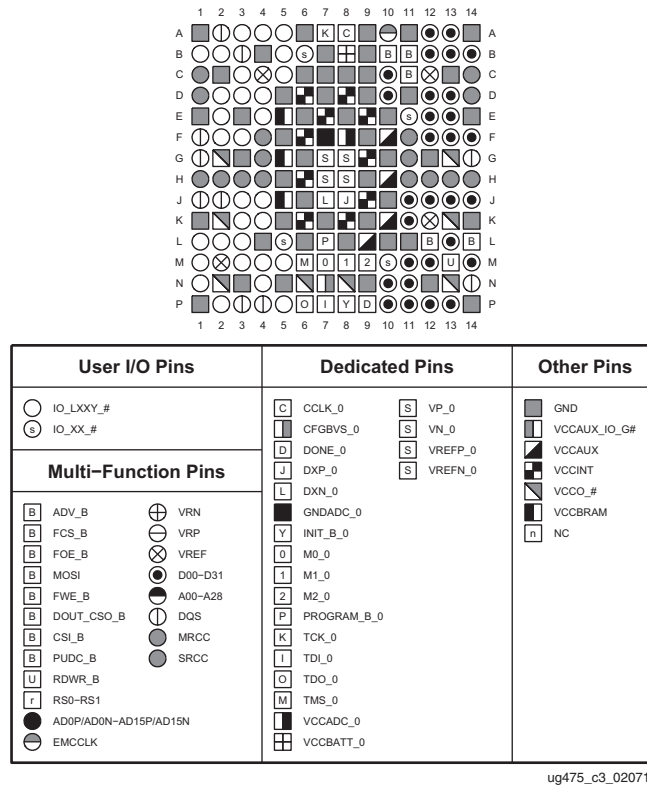 1 2 3 4 5 6 7 8 9 10 11 12 13 14
A K C A
B s B B B
C B C
D D
E s E
F F
G S S G
H S S H
J L J J
K K
L s P B B L
M M 0 1 2 s U M
N N
P O I Y D P
1 2 3 4 5 6 7 8 9 10 11 12 13 14
User I/O Pins
IO_LXXY_#
s IO_XX_#
Multi-Function Pins
B ADV_B
B FCS_B
B FOE_B
B MOSI
B FWE_B
B DOUT_CSO_B
B CSI_B
B PUDC_B
U RDWR_B
r RS0-RS1
AD0P/AD0N-AD15P/AD15N
EMCCLK
VRN
VRP
VREF
D00-D31
A00-A28
DQS
MRCC
SRCC
Dedicated Pins
C CCLK_0
CFGBVS_0
D DONE_0
J DXP_0
L DXN_0
GNDADC_0
Y INIT_B_0
0 M0_0
1 M1_0
2 M2_0
P PROGRAM_B_0
K TCK_0
I TDI_0
O TDO_0
M TMS_0
VCCADC_0
VCCBATT_0
S VP_0
S VN_0
S VREFP_0
S VREFN_0
Other Pins
GND
VCCAUX_IO_G#
VCCAUX
VCCINT
VCCO_#
VCCBRAM
n NC
ug475_c3_02071